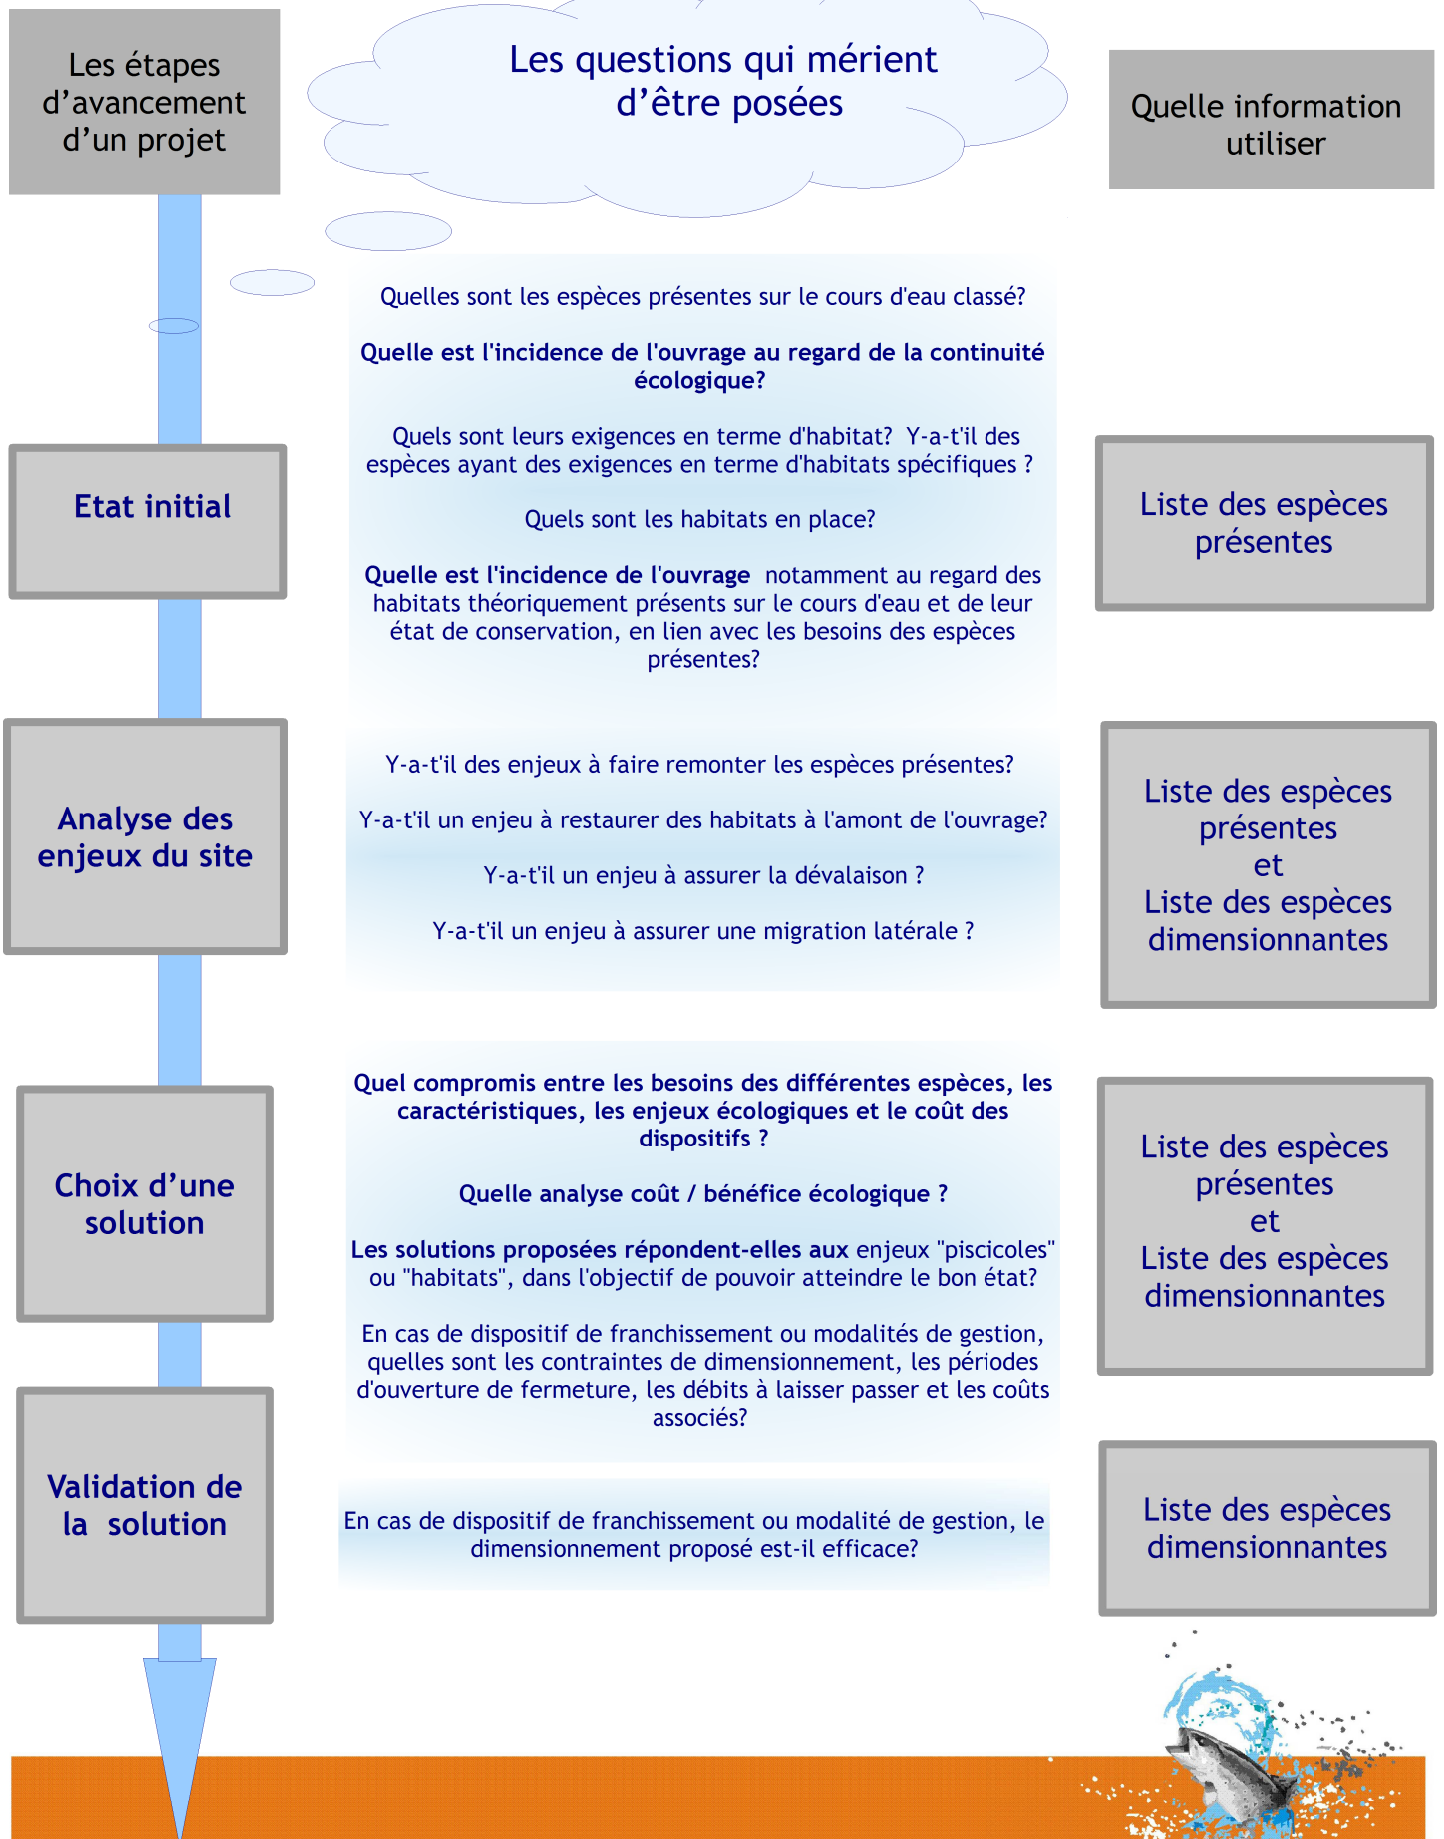 Les étapes
d’avancement
d’un projet
Les questions qui mérient
d’être posées
Quelle information
utiliser
Quelles sont les espèces présentes sur le cours d'eau classé?
Quelle est l'incidence de l'ouvrage au regard de la continuité
écologique?
Quels sont leurs exigences en terme d'habitat?  Y-a-t'il des
espèces ayant des exigences en terme d'habitats spécifiques ?
Quels sont les habitats en place?
Quelle est l'incidence de l'ouvrage  notamment au regard des
habitats théoriquement présents sur le cours d'eau et de leur
état de conservation, en lien avec les besoins des espèces
présentes?
Etat initial
Liste des espèces
présentes
Analyse des
enjeux du site
Y-a-t'il des enjeux à faire remonter les espèces présentes?
Y-a-t'il un enjeu à restaurer des habitats à l'amont de l'ouvrage?
Y-a-t'il un enjeu à assurer la dévalaison ?
Y-a-t'il un enjeu à assurer une migration latérale ?
Liste des espèces
présentes
et
Liste des espèces
dimensionnantes
Choix d’une
solution
Quel compromis entre les besoins des différentes espèces, les
caractéristiques, les enjeux écologiques et le coût des
dispositifs ?
Quelle analyse coût / bénéfice écologique ?
Les solutions proposées répondent-elles aux enjeux "piscicoles"
ou "habitats", dans l'objectif de pouvoir atteindre le bon état?
En cas de dispositif de franchissement ou modalités de gestion,
quelles sont les contraintes de dimensionnement, les périodes
d'ouverture de fermeture, les débits à laisser passer et les coûts
associés?
Liste des espèces
présentes
et
Liste des espèces
dimensionnantes
Validation de
la  solution
En cas de dispositif de franchissement ou modalité de gestion, le
dimensionnement proposé est-il efficace?
Liste des espèces
dimensionnantes